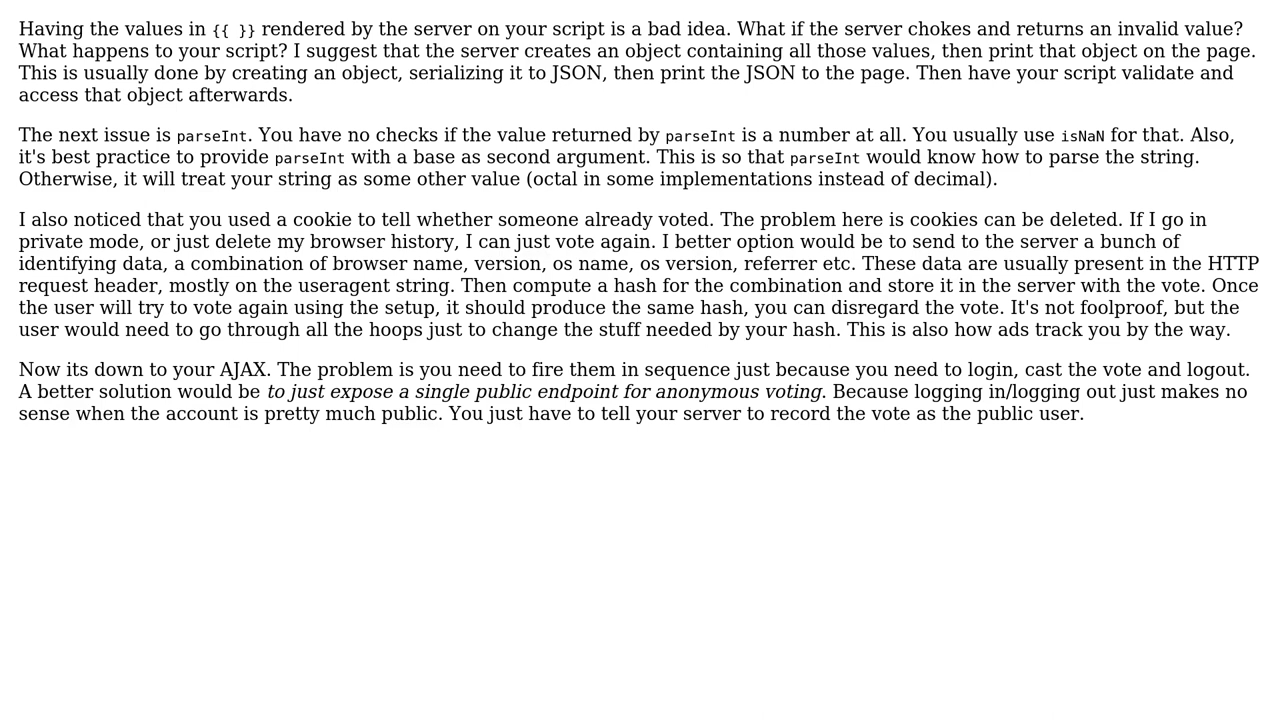 Having the values in {{ }} rendered by the server on your script is a bad idea. What if the server chokes and returns an invalid value?
What happens to your script? I suggest that the server creates an object containing all those values, then print that object on the page.
This is usually done by creating an object, serializing it to JSON, then print the JSON to the page. Then have your script validate and
access that object afterwards.
The next issue is parseInt. You have no checks if the value returned by parseInt is a number at all. You usually use isNaN for that. Also,
it's best practice to provide parseInt with a base as second argument. This is so that parseInt would know how to parse the string.
Otherwise, it will treat your string as some other value (octal in some implementations instead of decimal).
I also noticed that you used a cookie to tell whether someone already voted. The problem here is cookies can be deleted. If I go in
private mode, or just delete my browser history, I can just vote again. I better option would be to send to the server a bunch of
identifying data, a combination of browser name, version, os name, os version, referrer etc. These data are usually present in the HTTP
request header, mostly on the useragent string. Then compute a hash for the combination and store it in the server with the vote. Once
the user will try to vote again using the setup, it should produce the same hash, you can disregard the vote. It's not foolproof, but the
user would need to go through all the hoops just to change the stuff needed by your hash. This is also how ads track you by the way.
Now its down to your AJAX. The problem is you need to fire them in sequence just because you need to login, cast the vote and logout.
A better solution would be to just expose a single public endpoint for anonymous voting. Because logging in/logging out just makes no
sense when the account is pretty much public. You just have to tell your server to record the vote as the public user.